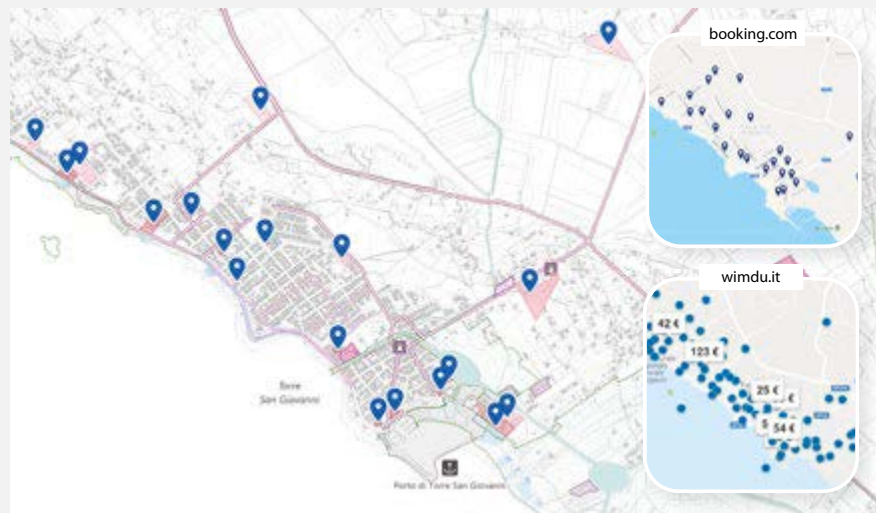 booking.com
wimdu.it
42 €
123 €
25 €
54 €
Torre
San Giovanni
Porto di Torre San Giovanni